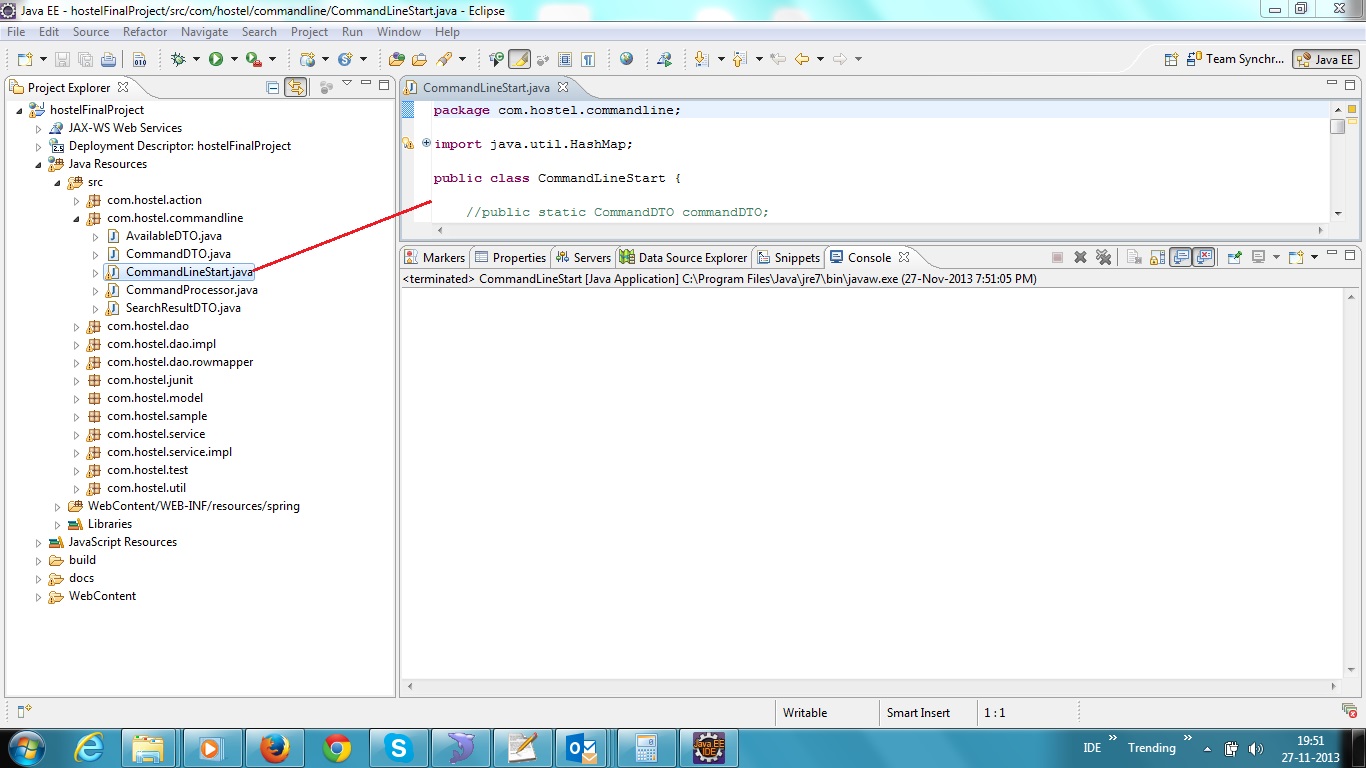 Java EE - hostelFinalProject/src/com/hostel/commandline/CommandLineStart.java - Eclipse
File Edit Source Refactor Navigate Search Project Run Window Help
Team Synchr... Java EE
Project Explorer
hostelFinalProject
JAX-WS Web Services
Deployment Descriptor: hostelFinalProject
Java Resources
src
com.hostel.action
com.hostel.commandline
AvailableDTO.java
CommandDTO.java
CommandLineStart.java
CommandProcessor.java
SearchResultDTO.java
com.hostel.dao
com.hostel.dao.impl
com.hostel.dao.rowmapper
com.hostel.junit
com.hostel.model
com.hostel.sample
com.hostel.service
com.hostel.service.impl
com.hostel.test
com.hostel.util
WebContent/WEB-INF/resources/spring
Libraries
JavaScript Resources
build
docs
WebContent
CommandLineStart.java
package com.hostel.commandline;
import java.util.HashMap;
public class CommandLineStart {
//public static CommandDTO commandDTO;
Markers Properties Servers Data Source Explorer Snippets Console
<terminated> CommandLineStart [Java Application] C:\Program Files\Java\jre7\bin\javaw.exe (27-Nov-2013 7:51:05 PM)
Writable Smart Insert 1 : 1
Java EE
IDE
IDE » Trending »
19:51
27-11-2013